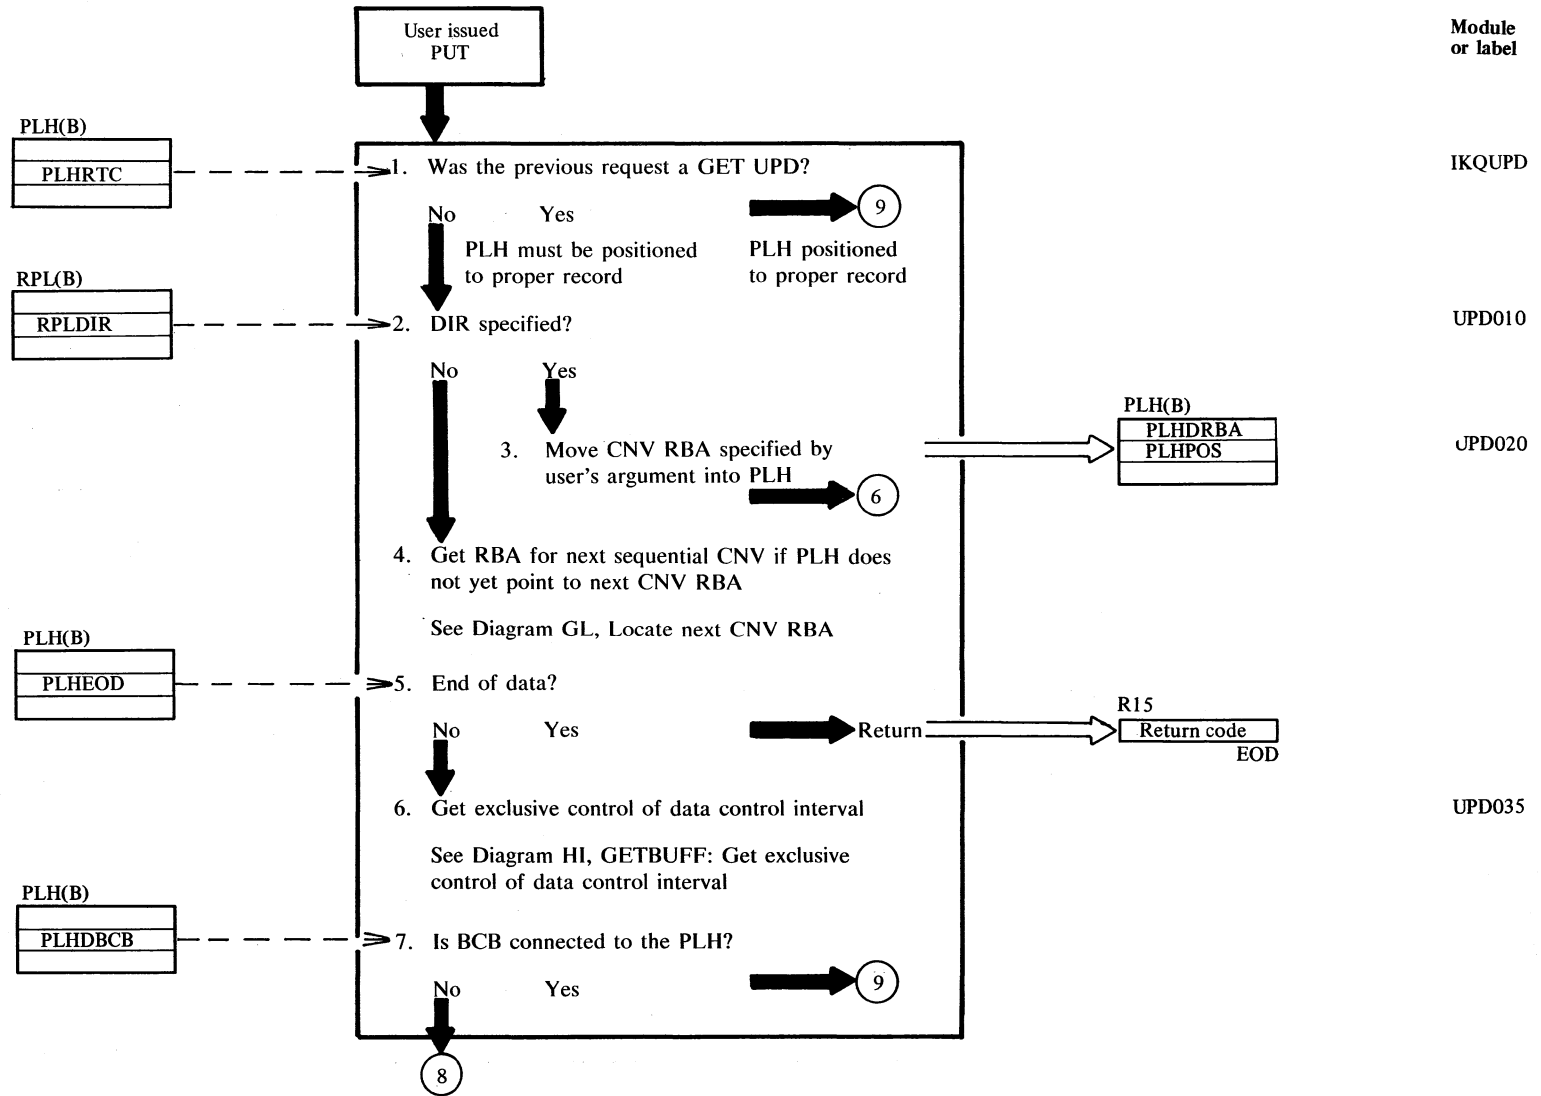 User issued
PUT
Module
or label
PLH(B)
PLHRTC
1. Was the previous request a GET UPD?
IKQUPD
No Yes 9
PLH must be positioned
to proper record
PLH positioned
to proper record
RPL(B)
RPLDIR
2. DIR specified?
UPD010
No Yes
3. Move CNV RBA specified by
user's argument into PLH
6
PLH(B)
PLHDRBA
PLHPOS
UPD020
4. Get RBA for next sequential CNV if PLH does
not yet point to next CNV RBA
See Diagram GL, Locate next CNV RBA
PLH(B)
PLHEOD
5. End of data?
No Yes Return
R15
Return code
EOD
6. Get exclusive control of data control interval
UPD035
See Diagram HI, GETBUFF: Get exclusive
control of data control interval
PLH(B)
PLHDBCB
7. Is BCB connected to the PLH?
No Yes 9
8